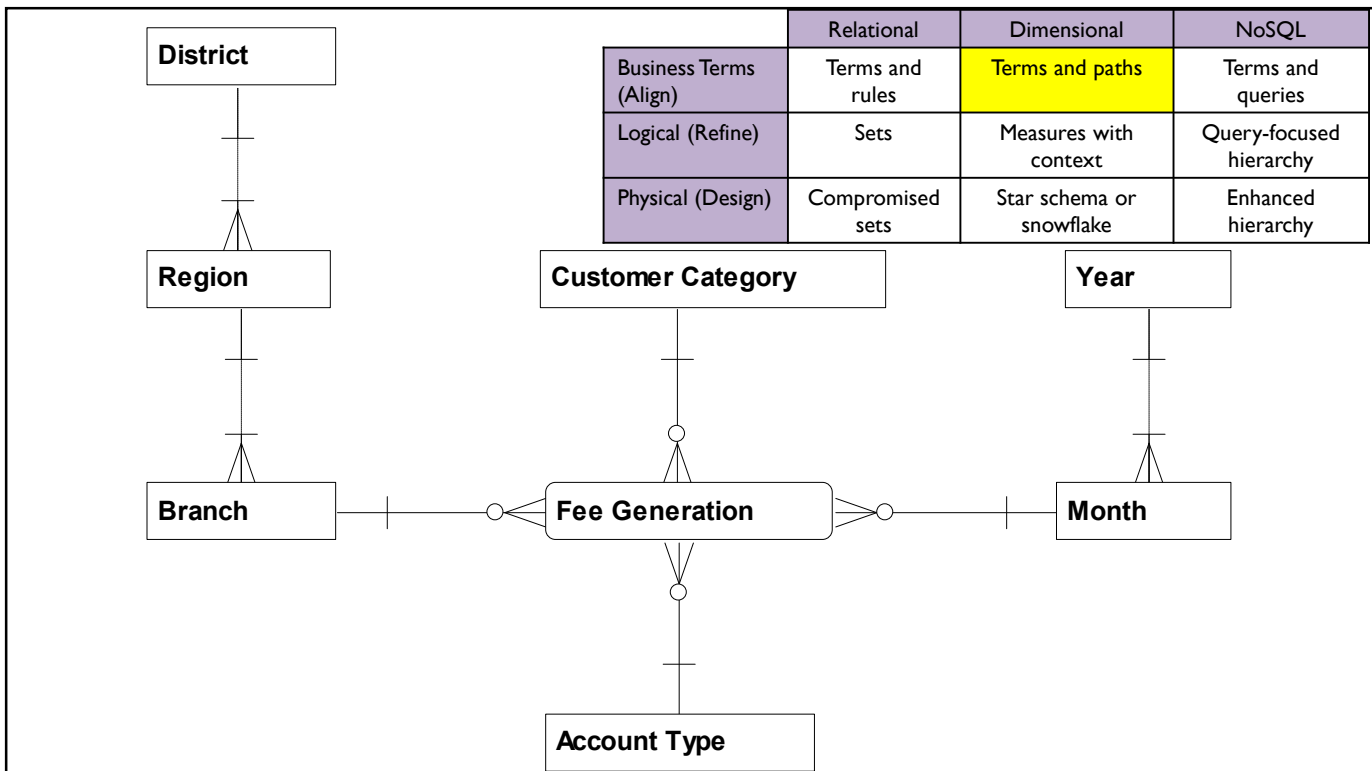 District
Relational
Dimensional
NoSQL
Business Terms
(Align)
Terms and
rules
Terms and paths
Terms and
queries
Logical (Refine)
Sets
Measures with
context
Query-focused
hierarchy
Physical (Design)
Compromised
sets
Star schema or
snowflake
Enhanced
hierarchy
Region
Customer Category
Year
Branch
Fee Generation
Month
Account Type